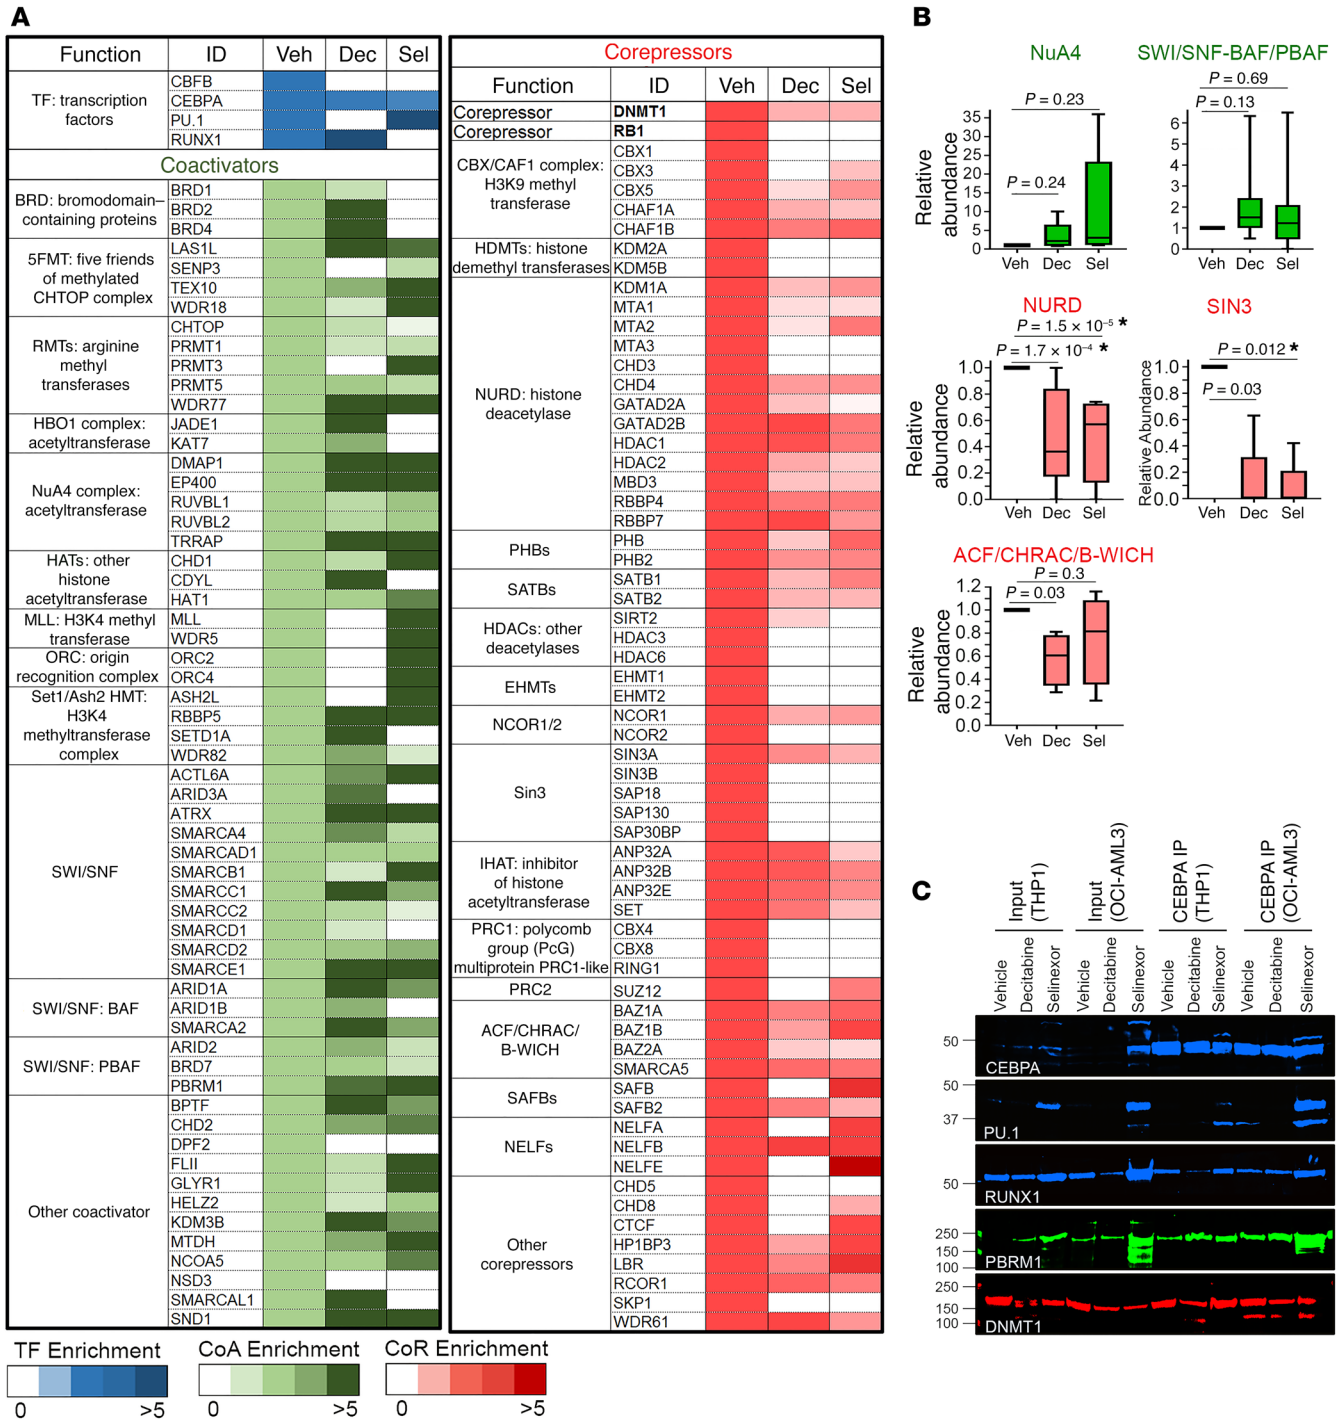 A
Function ID Veh Dec Sel
TF: transcription
factors
CBFB
CEBPA
PU.1
RUNX1
Coactivators
BRD: bromodomain–
containing proteins
BRD1
BRD2
BRD4
5FMT: five friends
of methylated
CHTOP complex
LAS1L
SENP3
TEX10
WDR18
RMTs: arginine
methyl
transferases
CHTOP
PRMT1
PRMT3
PRMT5
WDR77
HBO1 complex:
acetyltransferase
JADE1
KAT7
NuA4 complex:
acetyltransferase
DMAP1
EP400
RUVBL1
RUVBL2
TRRAP
HATs: other
histone
acetyltransferase
CHD1
CDYL
HAT1
MLL: H3K4 methyl
transferase
MLL
WDR5
ORC: origin
recognition complex
ORC2
ORC4
Set1/Ash2 HMT:
H3K4
methyltransferase
complex
ASH2L
RBBP5
SETD1A
WDR82
SWI/SNF
ACTL6A
ARID3A
ATRX
SMARCA4
SMARCAD1
SMARCB1
SMARCC1
SMARCC2
SMARCD1
SMARCD2
SMARCE1
SWI/SNF: BAF
ARID1A
ARID1B
SMARCA2
SWI/SNF: PBAF
ARID2
BRD7
PBRM1
Other coactivator
BPTF
CHD2
DPF2
FLII
GLYR1
HELZ2
KDM3B
MTDH
NCOA5
NSD3
SMARCAL1
SND1
Corepressors
Function ID Veh Dec Sel
Corepressor DNMT1
Corepressor RB1
CBX/CAF1 complex:
H3K9 methyl
transferase
CBX1
CBX3
CBX5
CHAF1A
CHAF1B
HDMTs: histone
demethyl transferases
KDM2A
KDM5B
NURD: histone
deacetylase
KDM1A
MTA1
MTA2
MTA3
CHD3
CHD4
GATAD2A
GATAD2B
HDAC1
HDAC2
MBD3
RBBP4
RBBP7
PHBs
PHB
PHB2
SATBs
SATB1
SATB2
HDACs: other
deacetylases
SIRT2
HDAC3
HDAC6
EHMTs
EHMT1
EHMT2
NCOR1/2
NCOR1
NCOR2
Sin3
SIN3A
SIN3B
SAP18
SAP130
SAP30BP
IHAT: inhibitor
of histone
acetyltransferase
ANP32A
ANP32B
ANP32E
SET
PRC1: polycomb
group (PcG)
multiprotein PRC1-like
CBX4
CBX8
RING1
PRC2
SUZ12
ACF/CHRAC/
B-WICH
BAZ1A
BAZ1B
BAZ2A
SMARCA5
SAFBs
SAFB
SAFB2
NELFs
NELFA
NELFB
NELFE
Other
corepressors
CHD5
CHD8
CTCF
HP1BP3
LBR
RCOR1
SKP1
WDR61
TF Enrichment
0 >5
CoA Enrichment
0 >5
CoR Enrichment
0 >5
B
NuA4
P = 0.23
P = 0.24
Relative
abundance
35
30
25
20
15
10
5
0
Veh Dec Sel
SWI/SNF-BAF/PBAF
P = 0.69
P = 0.13
6
5
4
3
2
1
0
Veh Dec Sel
NURD
P = 1.5 × 10–5 *
P = 1.7 × 10–4 *
Relative
abundance
1.0
0.8
0.6
0.4
0.2
0.0
Veh Dec Sel
SIN3
P = 0.012 *
P = 0.03
Relative Abundance
1.0
0.8
0.6
0.4
0.2
0.0
Veh Dec Sel
ACF/CHRAC/B-WICH
P = 0.3
P = 0.03
Relative
abundance
1.2
1.0
0.8
0.6
0.4
0.2
0.0
Veh Dec Sel
C
Input
(THP1)
Input
(OCI-AML3)
CEBPA IP
(THP1)
CEBPA IP
(OCI-AML3)
Vehicle
Decitabine
Selinexor
Vehicle
Decitabine
Selinexor
Vehicle
Decitabine
Selinexor
Vehicle
Decitabine
Selinexor
50
CEBPA
50
37
PU.1
50
RUNX1
250
150
100
PBRM1
250
150
100
DNMT1